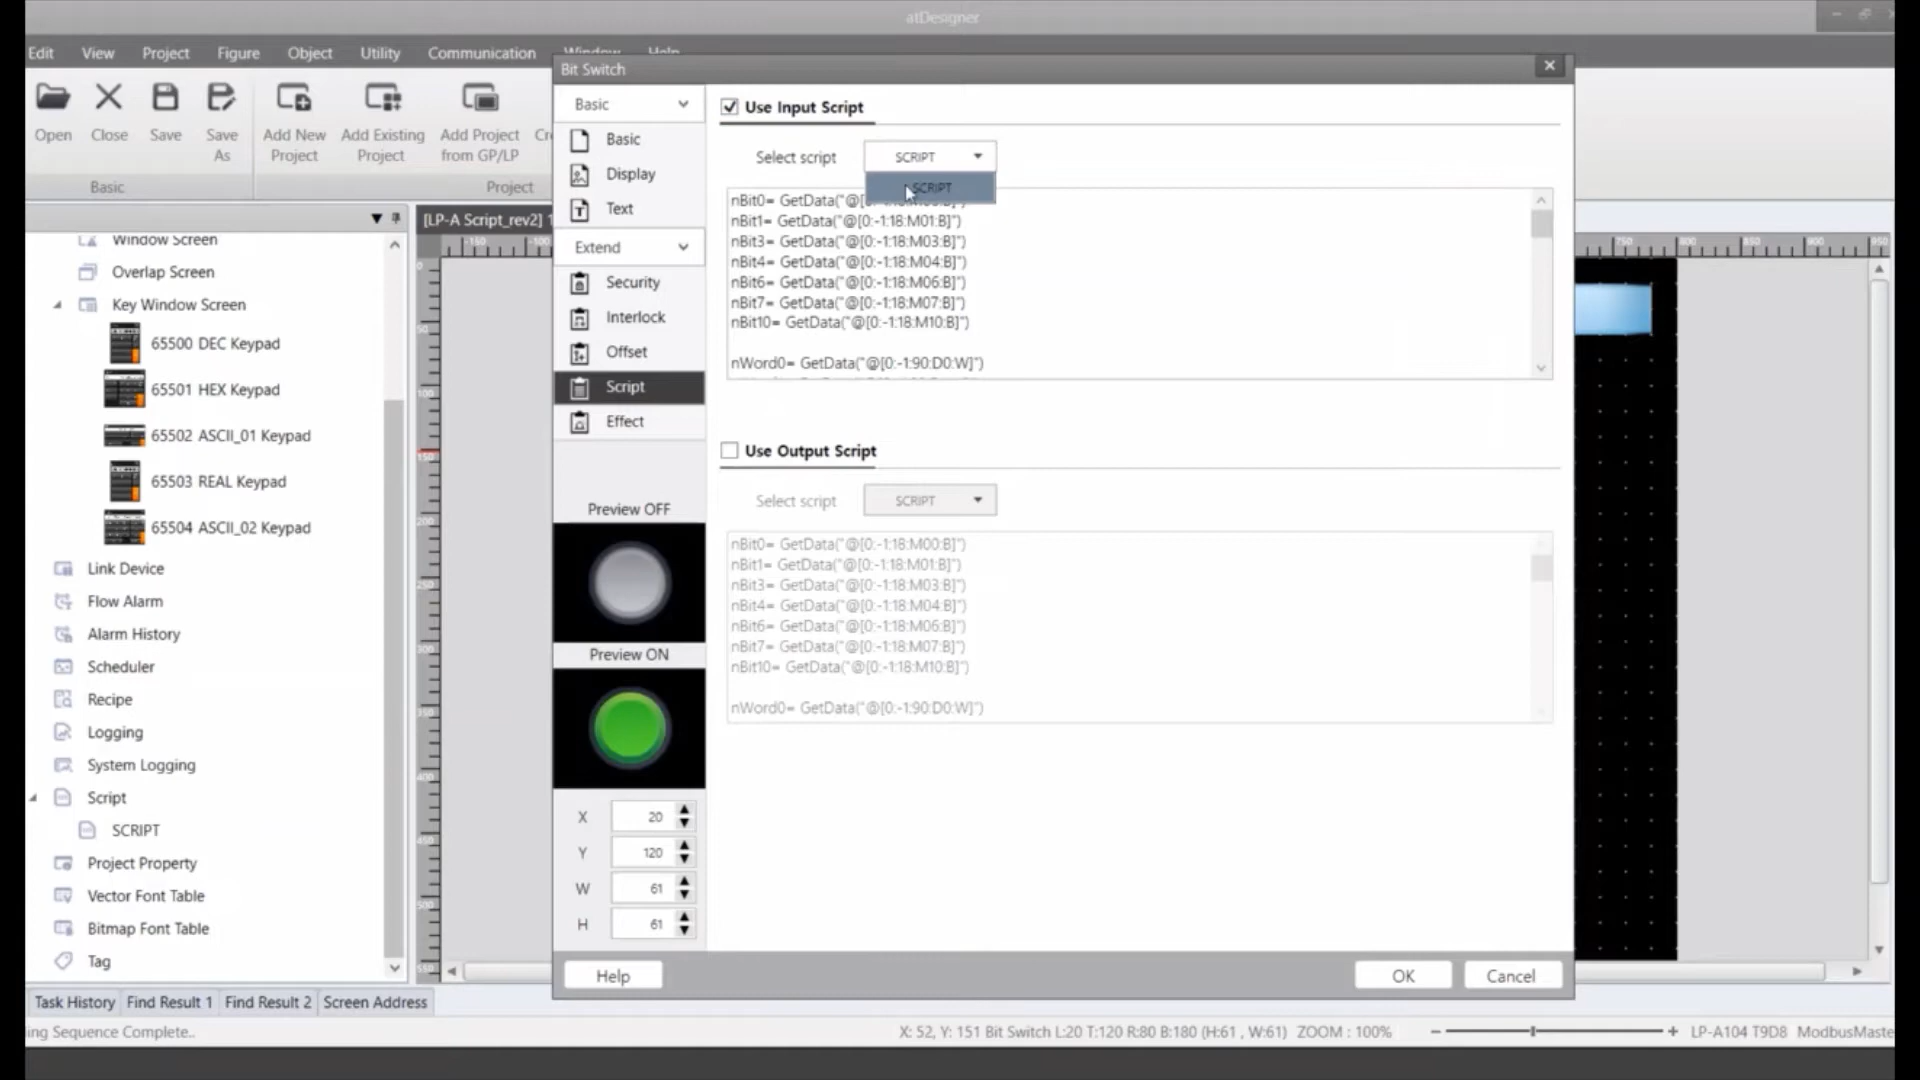 atDesigner
Edit View Project Figure Object Utility Communication Window Help
Open Close Save Save As Add New Project Add Existing Project Add Project from GP/LP
Basic Project
[LP-A Script_rev2]
Window Screen
Overlap Screen
Key Window Screen
65500 DEC Keypad
65501 HEX Keypad
65502 ASCII_01 Keypad
65503 REAL Keypad
65504 ASCII_02 Keypad
Link Device
Flow Alarm
Alarm History
Scheduler
Recipe
Logging
System Logging
Script
SCRIPT
Project Property
Vector Font Table
Bitmap Font Table
Tag
Task History Find Result 1 Find Result 2 Screen Address
Bit Switch
Basic
Basic
Display
Text
Extend
Security
Interlock
Offset
Script
Effect
Preview OFF
Preview ON
X 20
Y 120
W 61
H 61
Use Input Script
Select script SCRIPT
SCRIPT
nBit0= GetData("@[0:
nBit1= GetData("@[0:-1:18:M01:B]")
nBit3= GetData("@[0:-1:18:M03:B]")
nBit4= GetData("@[0:-1:18:M04:B]")
nBit6= GetData("@[0:-1:18:M06:B]")
nBit7= GetData("@[0:-1:18:M07:B]")
nBit10= GetData("@[0:-1:18:M10:B]")
nWord0= GetData("@[0:-1:90:D0:W]")
Use Output Script
Select script SCRIPT
nBit0= GetData("@[0:-1:18:M00:B]")
nBit1= GetData("@[0:-1:18:M01:B]")
nBit3= GetData("@[0:-1:18:M03:B]")
nBit4= GetData("@[0:-1:18:M04:B]")
nBit6= GetData("@[0:-1:18:M06:B]")
nBit7= GetData("@[0:-1:18:M07:B]")
nBit10= GetData("@[0:-1:18:M10:B]")
nWord0= GetData("@[0:-1:90:D0:W]")
Help OK Cancel
ing Sequence Complete.. X: 52, Y: 151 Bit Switch L:20 T:120 R:80 B:180 (H:61 , W:61) ZOOM : 100% LP-A104 T9D8 ModbusMaste